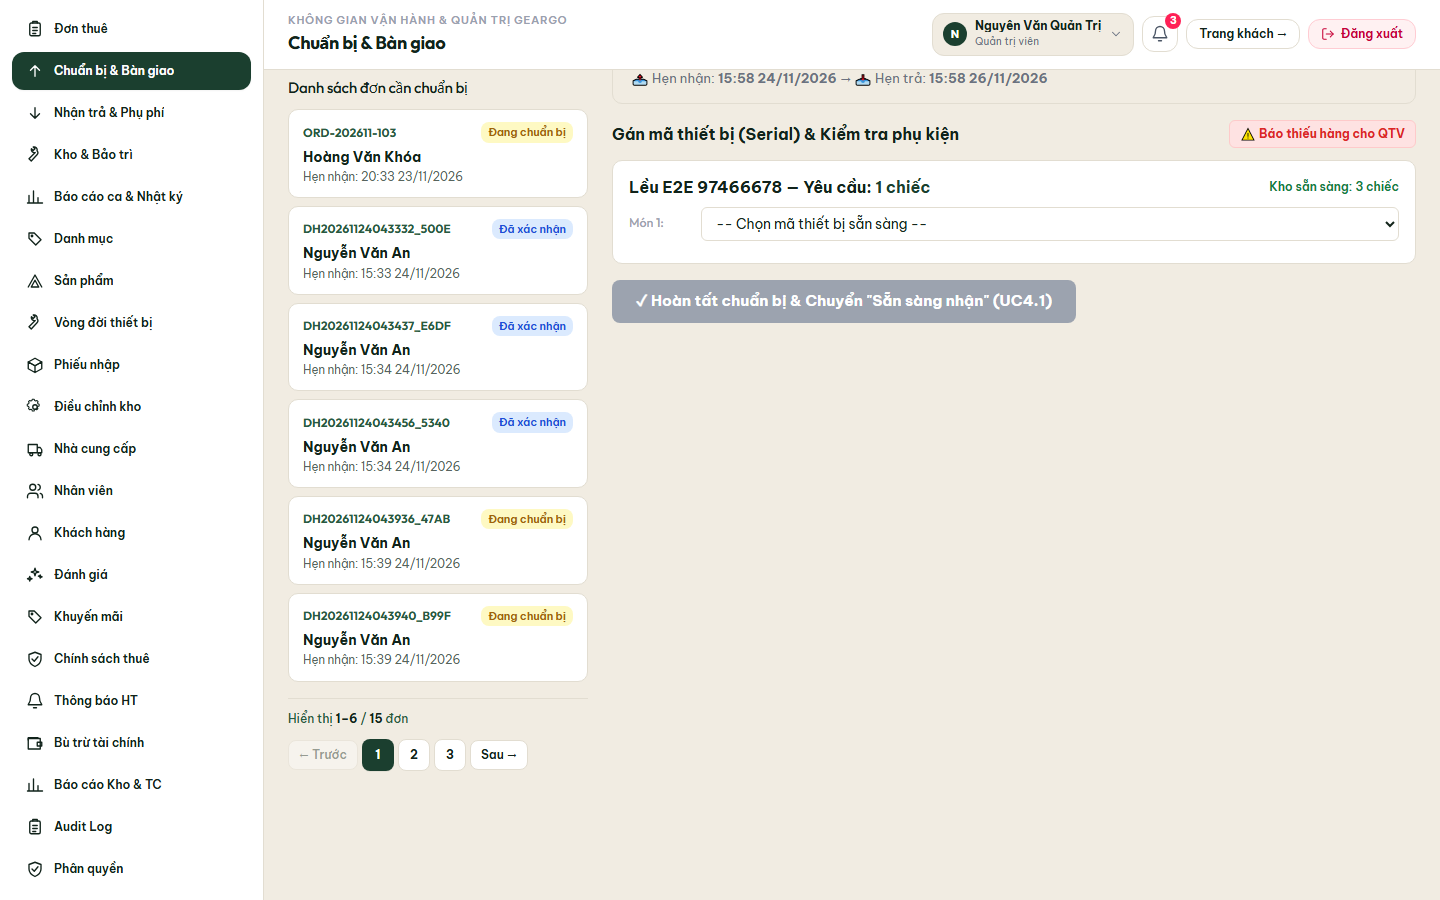 Đơn thuê
Chuẩn bị & Bàn giao
Nhận trả & Phụ phí
Kho & Bảo trì
Báo cáo ca & Nhật ký
Danh mục
Sản phẩm
Vòng đời thiết bị
Phiếu nhập
Điều chỉnh kho
Nhà cung cấp
Nhân viên
Khách hàng
Đánh giá
Khuyến mãi
Chính sách thuê
Thông báo HT
Bù trừ tài chính
Báo cáo Kho & TC
Audit Log
Phân quyền
KHÔNG GIAN VẬN HÀNH & QUẢN TRỊ GEARGO
Chuẩn bị & Bàn giao
N
Nguyễn Văn Quản Trị
Quản trị viên
3
Trang khách →
Đăng xuất
Danh sách đơn cần chuẩn bị
ORD-202611-103
Đang chuẩn bị
Hoàng Văn Khóa
Hẹn nhận: 20:33 23/11/2026
DH20261124043332_500E
Đã xác nhận
Nguyễn Văn An
Hẹn nhận: 15:33 24/11/2026
DH20261124043437_E6DF
Đã xác nhận
Nguyễn Văn An
Hẹn nhận: 15:34 24/11/2026
DH20261124043456_5340
Đã xác nhận
Nguyễn Văn An
Hẹn nhận: 15:34 24/11/2026
DH20261124043936_47AB
Đang chuẩn bị
Nguyễn Văn An
Hẹn nhận: 15:39 24/11/2026
DH20261124043940_B99F
Đang chuẩn bị
Nguyễn Văn An
Hẹn nhận: 15:39 24/11/2026
Hiển thị 1–6 / 15 đơn
← Trước
1
2
3
Sau →
Hẹn nhận: 15:58 24/11/2026 → Hẹn trả: 15:58 26/11/2026
Gán mã thiết bị (Serial) & Kiểm tra phụ kiện
Báo thiếu hàng cho QTV
Lều E2E 97466678 — Yêu cầu: 1 chiếc
Kho sẵn sàng: 3 chiếc
Món 1:
-- Chọn mã thiết bị sẵn sàng --
✓ Hoàn tất chuẩn bị & Chuyển "Sẵn sàng nhận" (UC4.1)